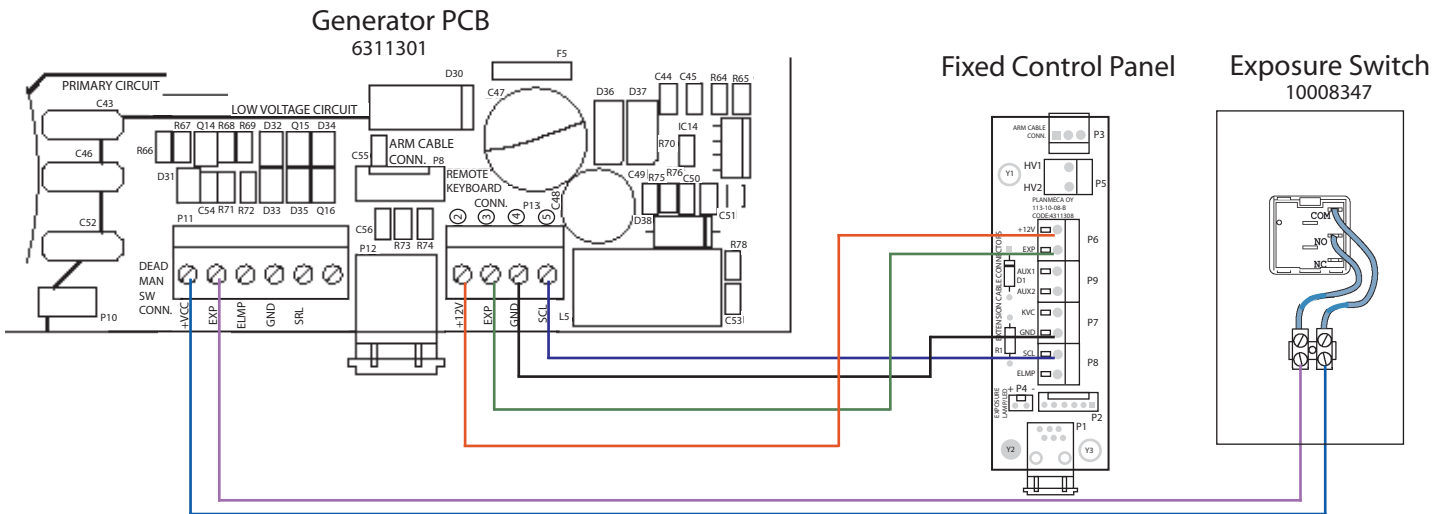 Generator PCB
6311301
Fixed Control Panel
Exposure Switch
10008347
PRIMARY CIRCUIT
C43
LOW VOLTAGE CIRCUIT
D30
F5
C47
D36
D37
C44
C45
R64
R65
R66
R67
Q14
R68
R69
D32
Q15
D34
C46
D31
C54
R71
R72
D33
D35
Q16
C55
ARM CABLE
CONN.
P8
REMOTE
KEYBOARD
CONN.
P13
C48
R70
IC14
C49
R75
R76
C50
C51
D38
C52
P11
C56
R73
R74
2
3
4
5
R78
P12
DEAD
MAN
SW
CONN.
P10
+VCC
EXP
ELMP
GND
SRL
+12V
EXP
GND
SCL
L5
C53
ARM CABLE
CONN.
P3
Y1
HV1
HV2
P5
PLANMECA OY
113-10-08-B
CODE:4311308
EXTENSION CABLE CONNECTORS
+12V
EXP
P6
AUX1
D1
AUX2
P9
KVC
GND
P7
R1
SCL
ELMP
P8
EXPOSURE
LAMP/LED
+ P4 -
P2
P1
Y2
Y3
COM
NO
NC